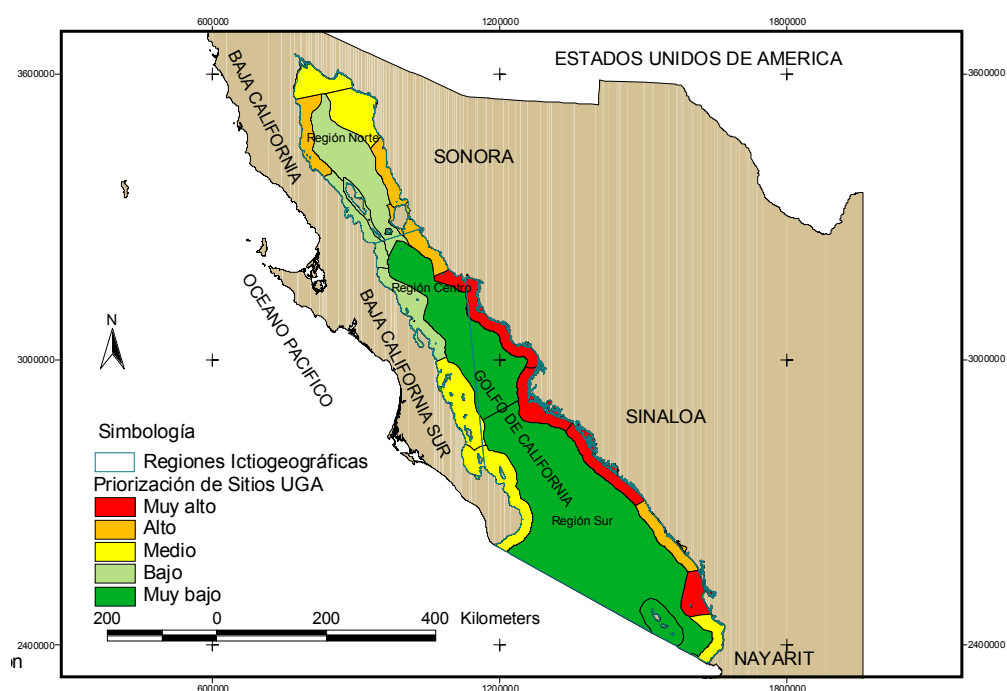 600000
1200000
1800000
ESTADOS UNIDOS DE AMERICA
3600000
3600000
BAJA CALIFORNIA
Región Norte
SONORA
Región Centro
OCEANO PACIFICO
BAJA CALIFORNIA SUR
GOLFO DE CALIFORNIA
N
3000000
3000000
SINALOA
Simbología
Regiones Ictiogeográficas
Priorización de Sitios UGA
Muy alto
Alto
Medio
Bajo
Muy bajo
Región Sur
200 0 200 400 Kilometers
2400000
2400000
ón
NAYARIT
600000
1200000
1800000